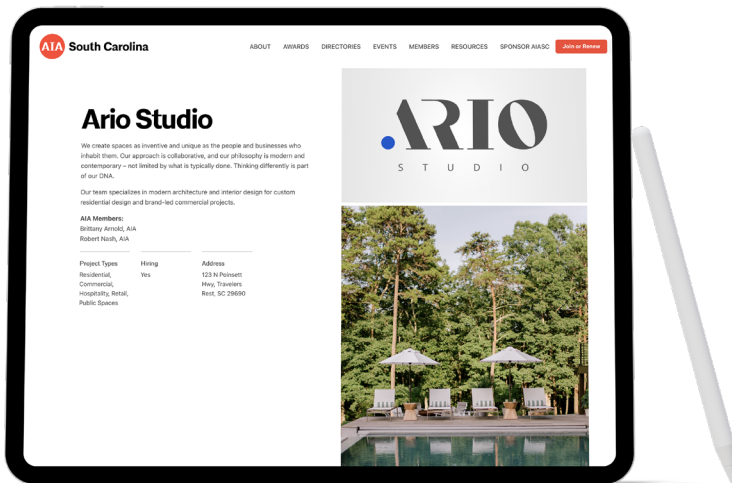 AIA South Carolina
ABOUT AWARDS DIRECTORIES EVENTS MEMBERS RESOURCES SPONSOR AIASC Join or Renew
Ario Studio
We create spaces as inventive and unique as the people and businesses who
inhabit them. Our approach is collaborative, and our philosophy is modern and
contemporary – not limited by what is typically done. Thinking differently is part
of our DNA.
Our team specializes in modern architecture and interior design for custom
residential design and brand-led commercial projects.
AIA Members:
Brittany Arnold, AIA
Robert Nash, AIA
Project Types
Residential,
Commercial,
Hospitality, Retail,
Public Spaces
Hiring
Yes
Address
123 N Poinsett
Hwy, Travelers
Rest, SC 29690
ARIO
STUDIO